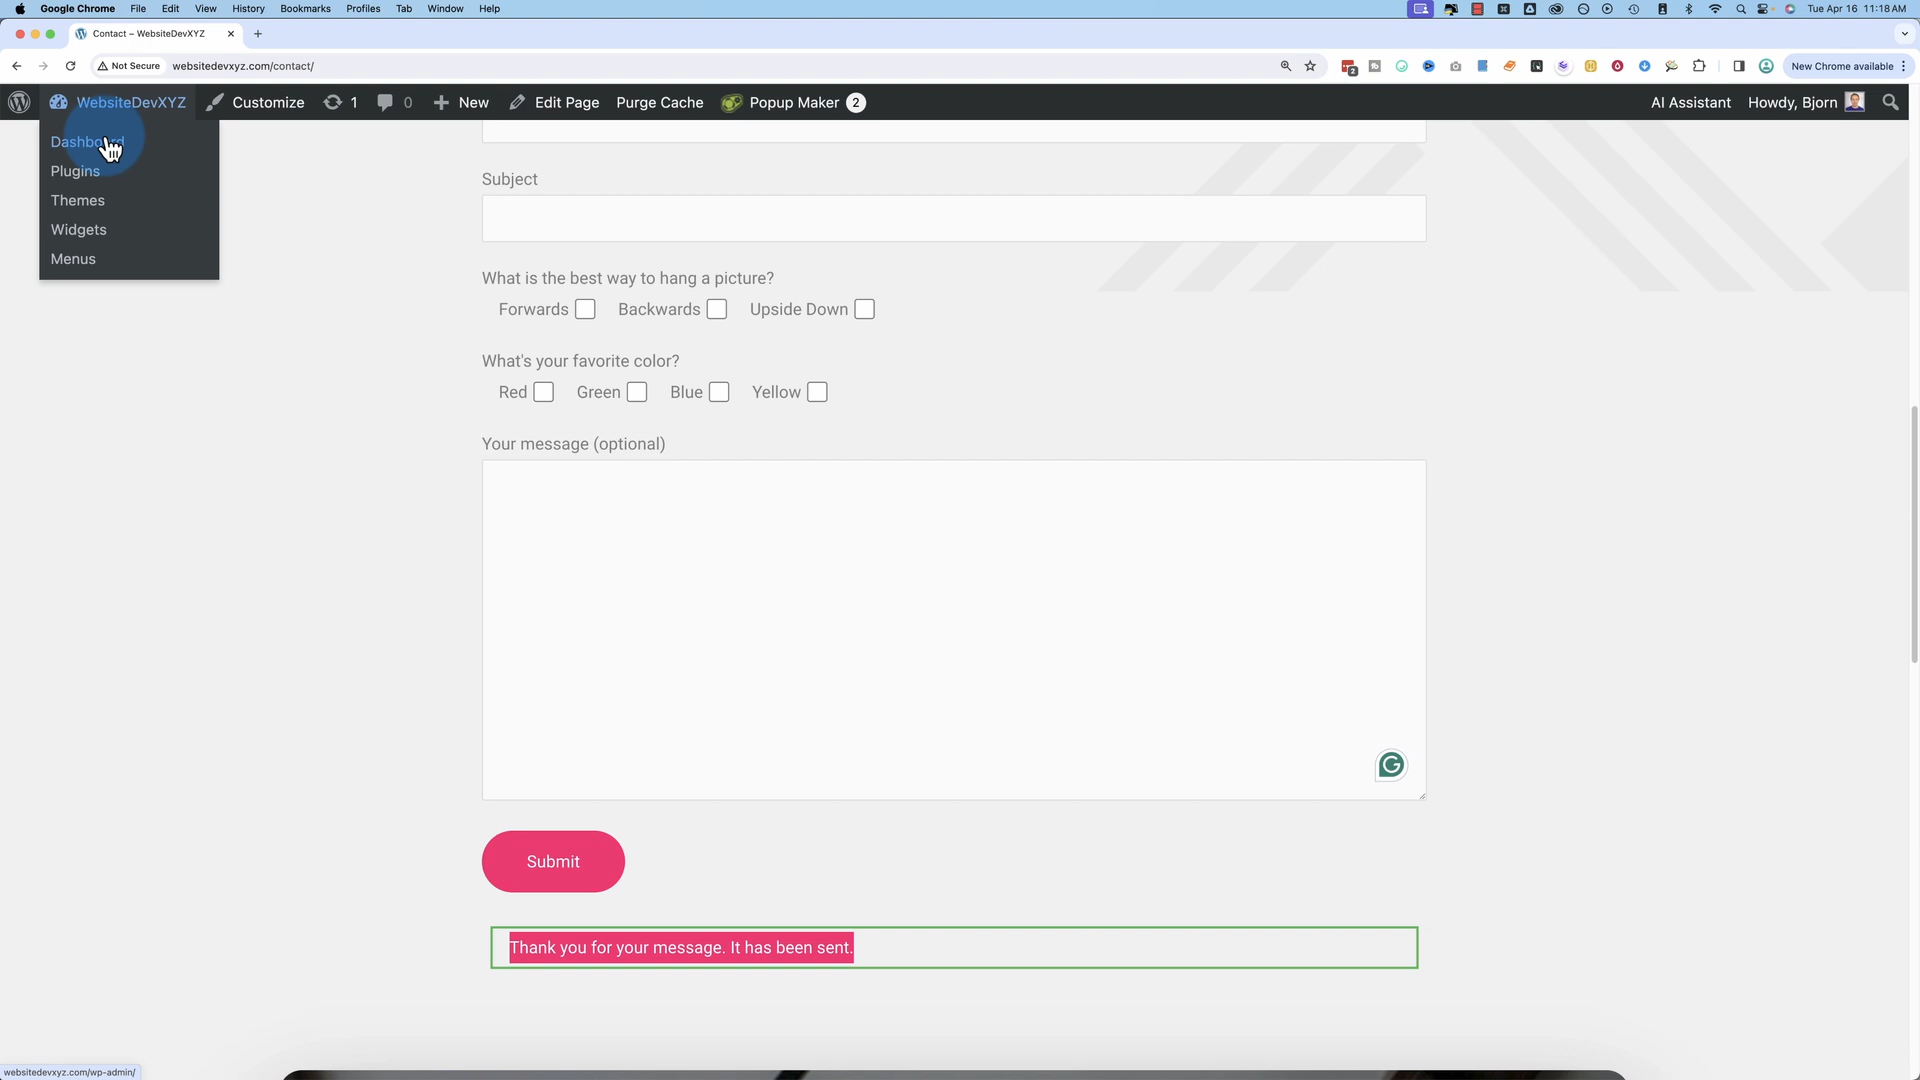 Google Chrome File Edit View History Bookmarks Profiles Tab Window Help Tue Apr 16 11:18 AM
Contact – WebsiteDevXYZ
Not Secure websitedevxyz.com/contact/ 2 New Chrome available
WebsiteDevXYZ Customize 1 0 New Edit Page Purge Cache Popup Maker 2 AI Assistant Howdy, Bjorn
Dashboard
Plugins
Themes
Widgets
Menus
Subject
What is the best way to hang a picture?
Forwards Backwards Upside Down
What's your favorite color?
Red Green Blue Yellow
Your message (optional)
Submit
Thank you for your message. It has been sent.
websitedevxyz.com/wp-admin/